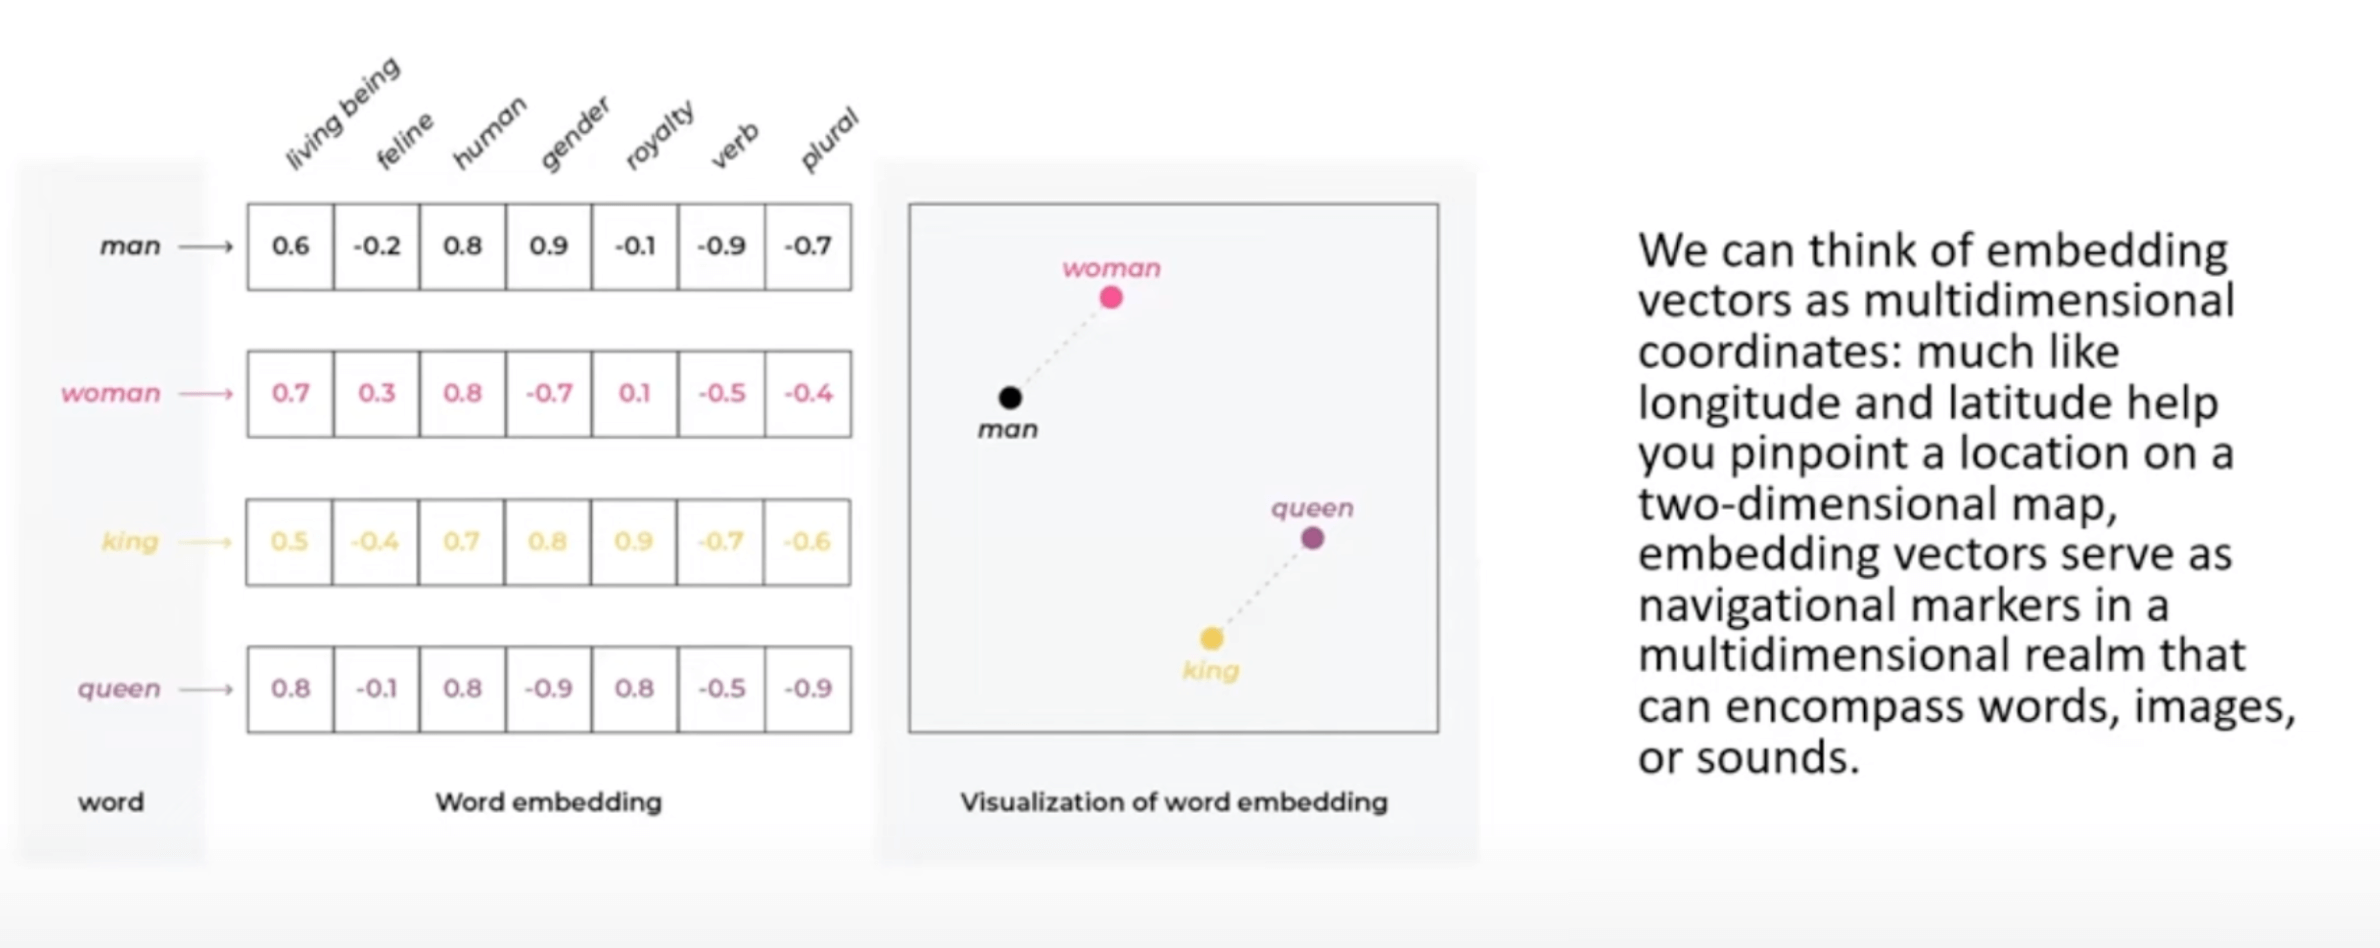 living being feline human gender royalty verb plural
man 0.6 -0.2 0.8 0.9 -0.1 -0.9 -0.7
woman 0.7 0.3 0.8 -0.7 0.1 -0.5 -0.4
king 0.5 -0.4 0.7 0.8 0.9 -0.7 -0.6
queen 0.8 -0.1 0.8 -0.9 0.8 -0.5 -0.9
word Word embedding
woman
man
queen
king
Visualization of word embedding
We can think of embedding
vectors as multidimensional
coordinates: much like
longitude and latitude help
you pinpoint a location on a
two-dimensional map,
embedding vectors serve as
navigational markers in a
multidimensional realm that
can encompass words, images,
or sounds.